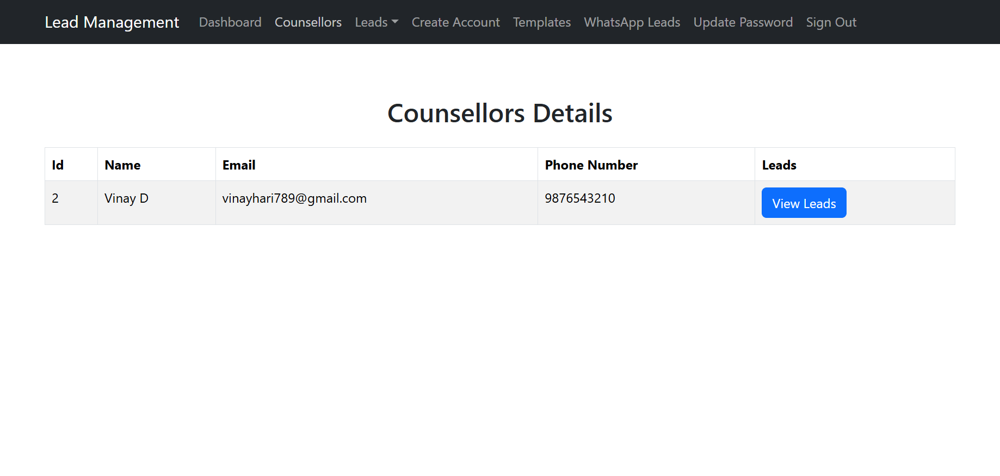 Lead Management Dashboard Counsellors Leads Create Account Templates WhatsApp Leads Update Password Sign Out
Counsellors Details
Id Name Email Phone Number Leads
2 Vinay D vinayhari789@gmail.com 9876543210 View Leads